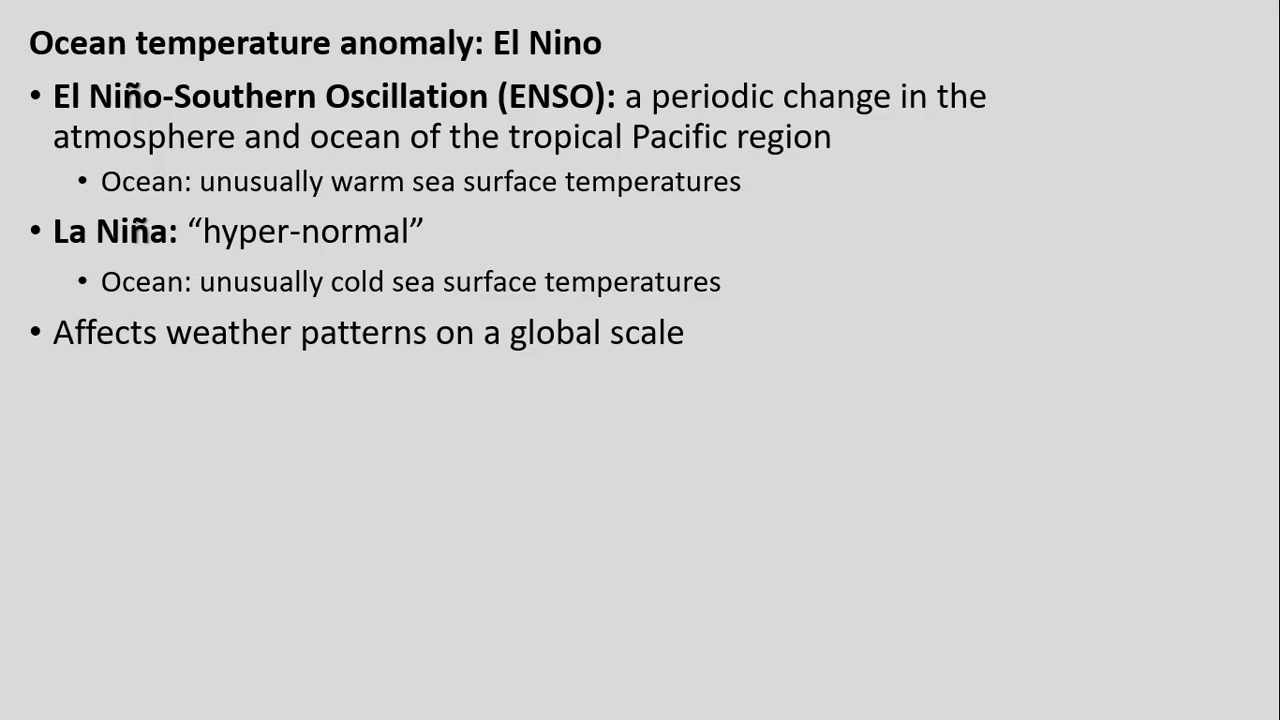 Ocean temperature anomaly: El Nino
• El Niño-Southern Oscillation (ENSO): a periodic change in the
atmosphere and ocean of the tropical Pacific region
• Ocean: unusually warm sea surface temperatures
• La Niña: “hyper-normal”
• Ocean: unusually cold sea surface temperatures
• Affects weather patterns on a global scale